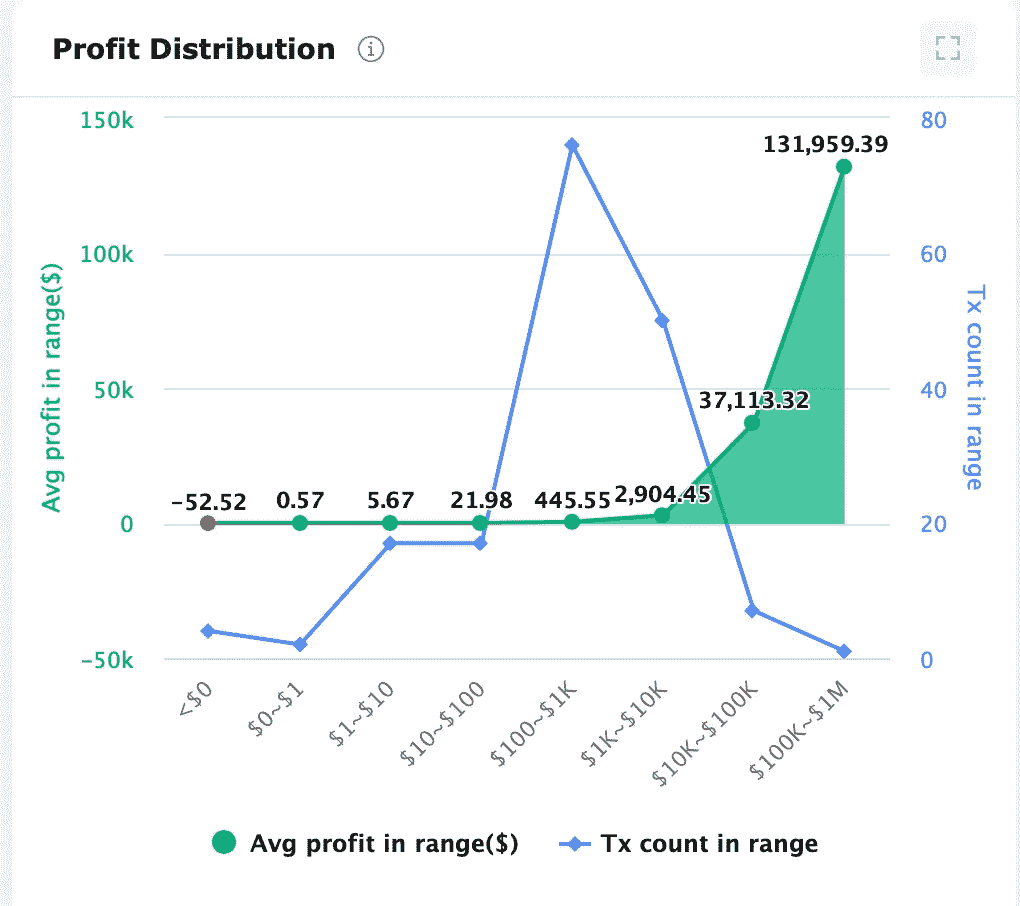 Profit Distribution
150k
80
131,959.39
100k
60
Avg profit in range($)
Tx count in range
50k
40
37,113.32
−52.52 0.57 5.67 21.98 445.55 2,904.45
0
20
−50k
0
<$0 $0~$1 $1~$10 $10~$100 $100~$1K $1K~$10K $10K~$100K $100K~$1M
Avg profit in range($) Tx count in range